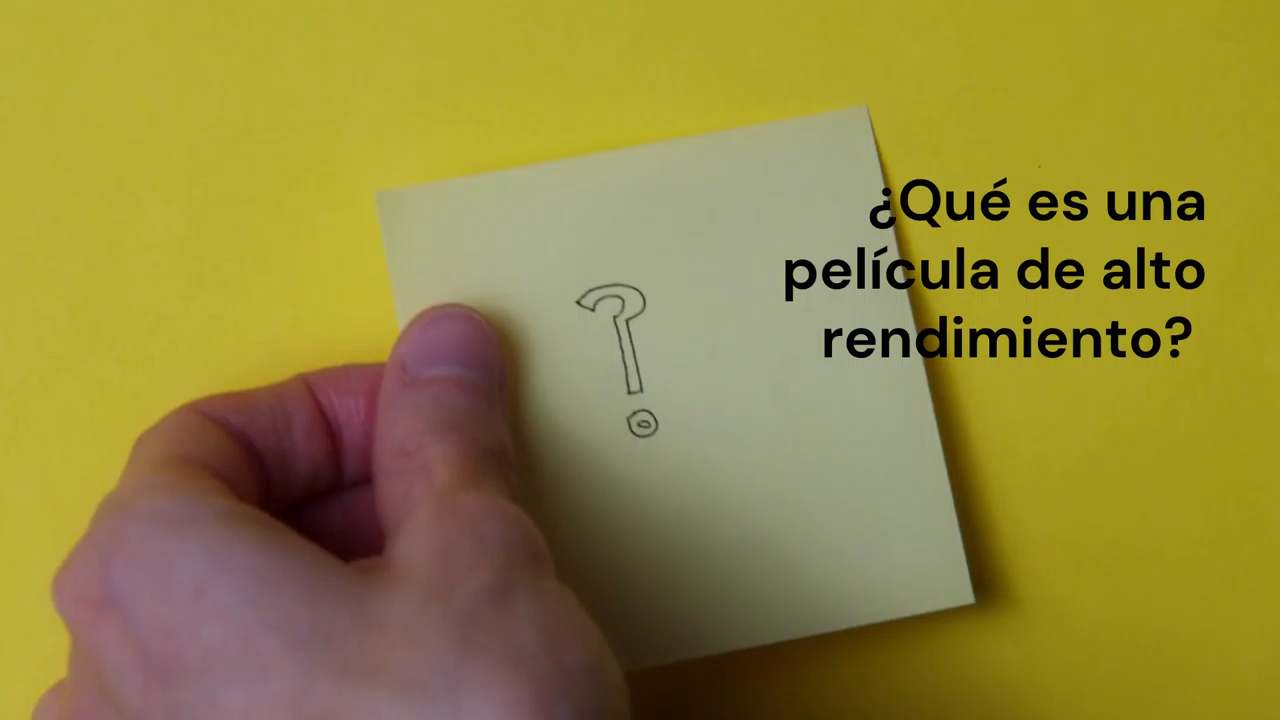 ?
¿Qué es una
película de alto
rendimiento?